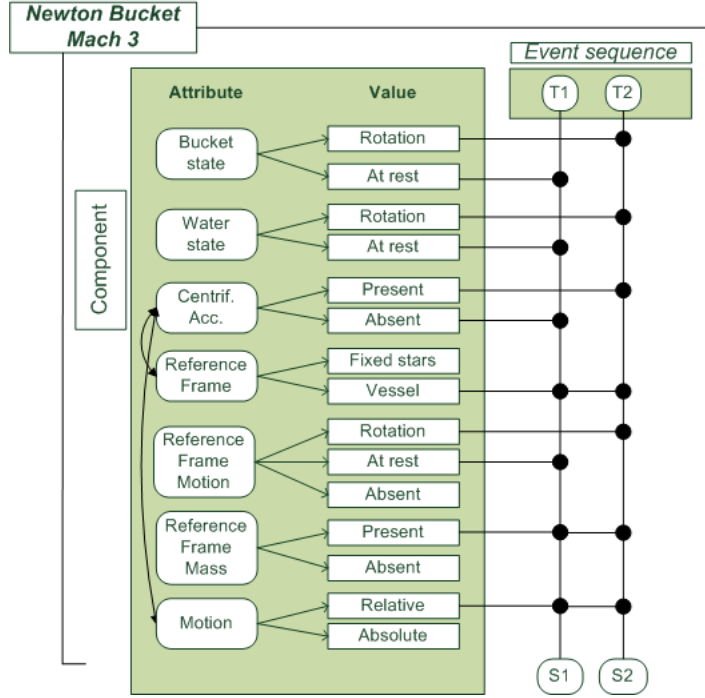 Newton Bucket
Mach 3
Event sequence
T1 T2
Attribute Value
Component
Bucket
state
Rotation
At rest
Water
state
Rotation
At rest
Centrif.
Acc.
Present
Absent
Reference
Frame
Fixed stars
Vessel
Reference
Frame
Motion
Rotation
At rest
Absent
Reference
Frame
Mass
Present
Absent
Motion
Relative
Absolute
S1 S2